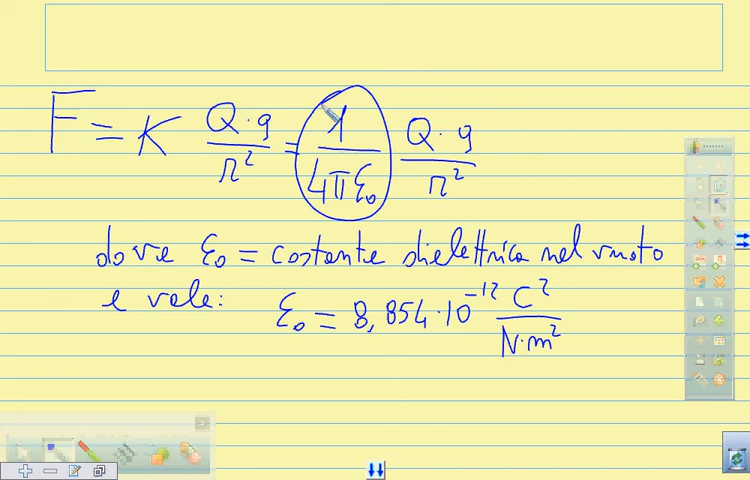 F = K Q·q/r² = 1/4πε₀ Q·q/r²
dove ε₀ = costante dielettrica nel vuoto
e vale: ε₀ = 8,854·10⁻¹² C²/N·m²